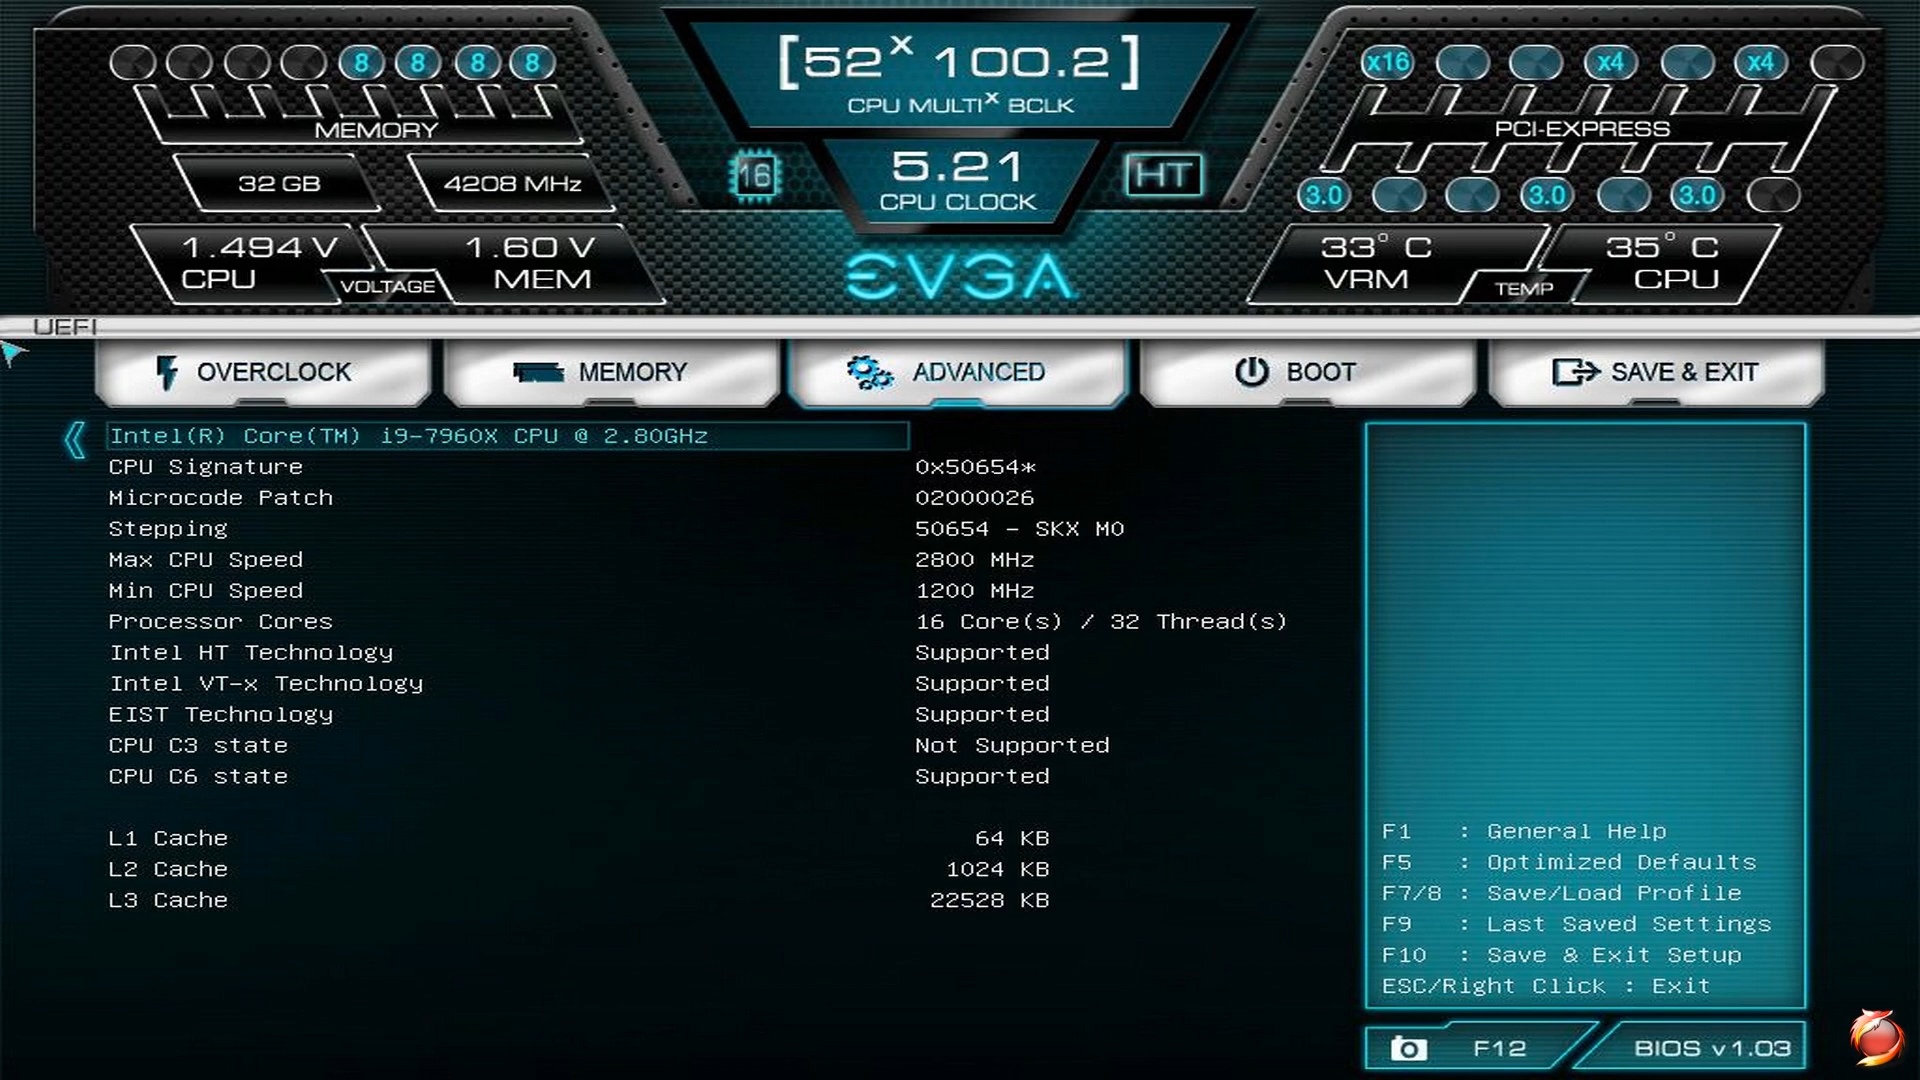 8 8 8 8
MEMORY
32 GB
4208 MHz
1.494 V
CPU
VOLTAGE
1.60 V
MEM
[52x 100.2]
CPU MULTIx BCLK
16
5.21
CPU CLOCK
HT
EVGA
x16 x4 x4
PCI-EXPRESS
3.0 3.0 3.0
33° C
VRM
TEMP
35° C
CPU
UEFI
OVERCLOCK
MEMORY
ADVANCED
BOOT
SAVE & EXIT
Intel(R) Core(TM) i9-7960X CPU @ 2.80GHz
CPU Signature 0x50654*
Microcode Patch 02000026
Stepping 50654 - SKX M0
Max CPU Speed 2800 MHz
Min CPU Speed 1200 MHz
Processor Cores 16 Core(s) / 32 Thread(s)
Intel HT Technology Supported
Intel VT-x Technology Supported
EIST Technology Supported
CPU C3 state Not Supported
CPU C6 state Supported
L1 Cache 64 KB
L2 Cache 1024 KB
L3 Cache 22528 KB
F1 : General Help
F5 : Optimized Defaults
F7/8 : Save/Load Profile
F9 : Last Saved Settings
F10 : Save & Exit Setup
ESC/Right Click : Exit
F12
BIOS v1.03